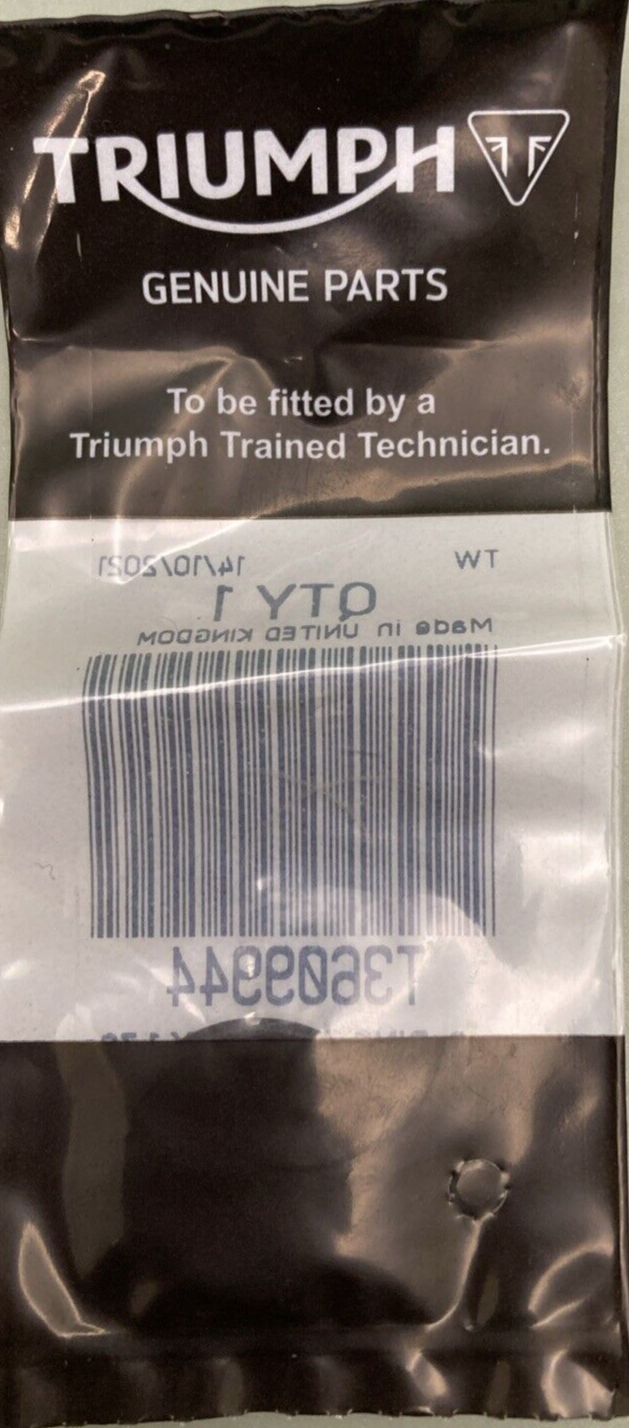 TRIUMPH
GENUINE PARTS
To be fitted by a
Triumph Trained Technician.
TW 14/10/2021
QTY 1
Made in UNITED KINGDOM
T3609944